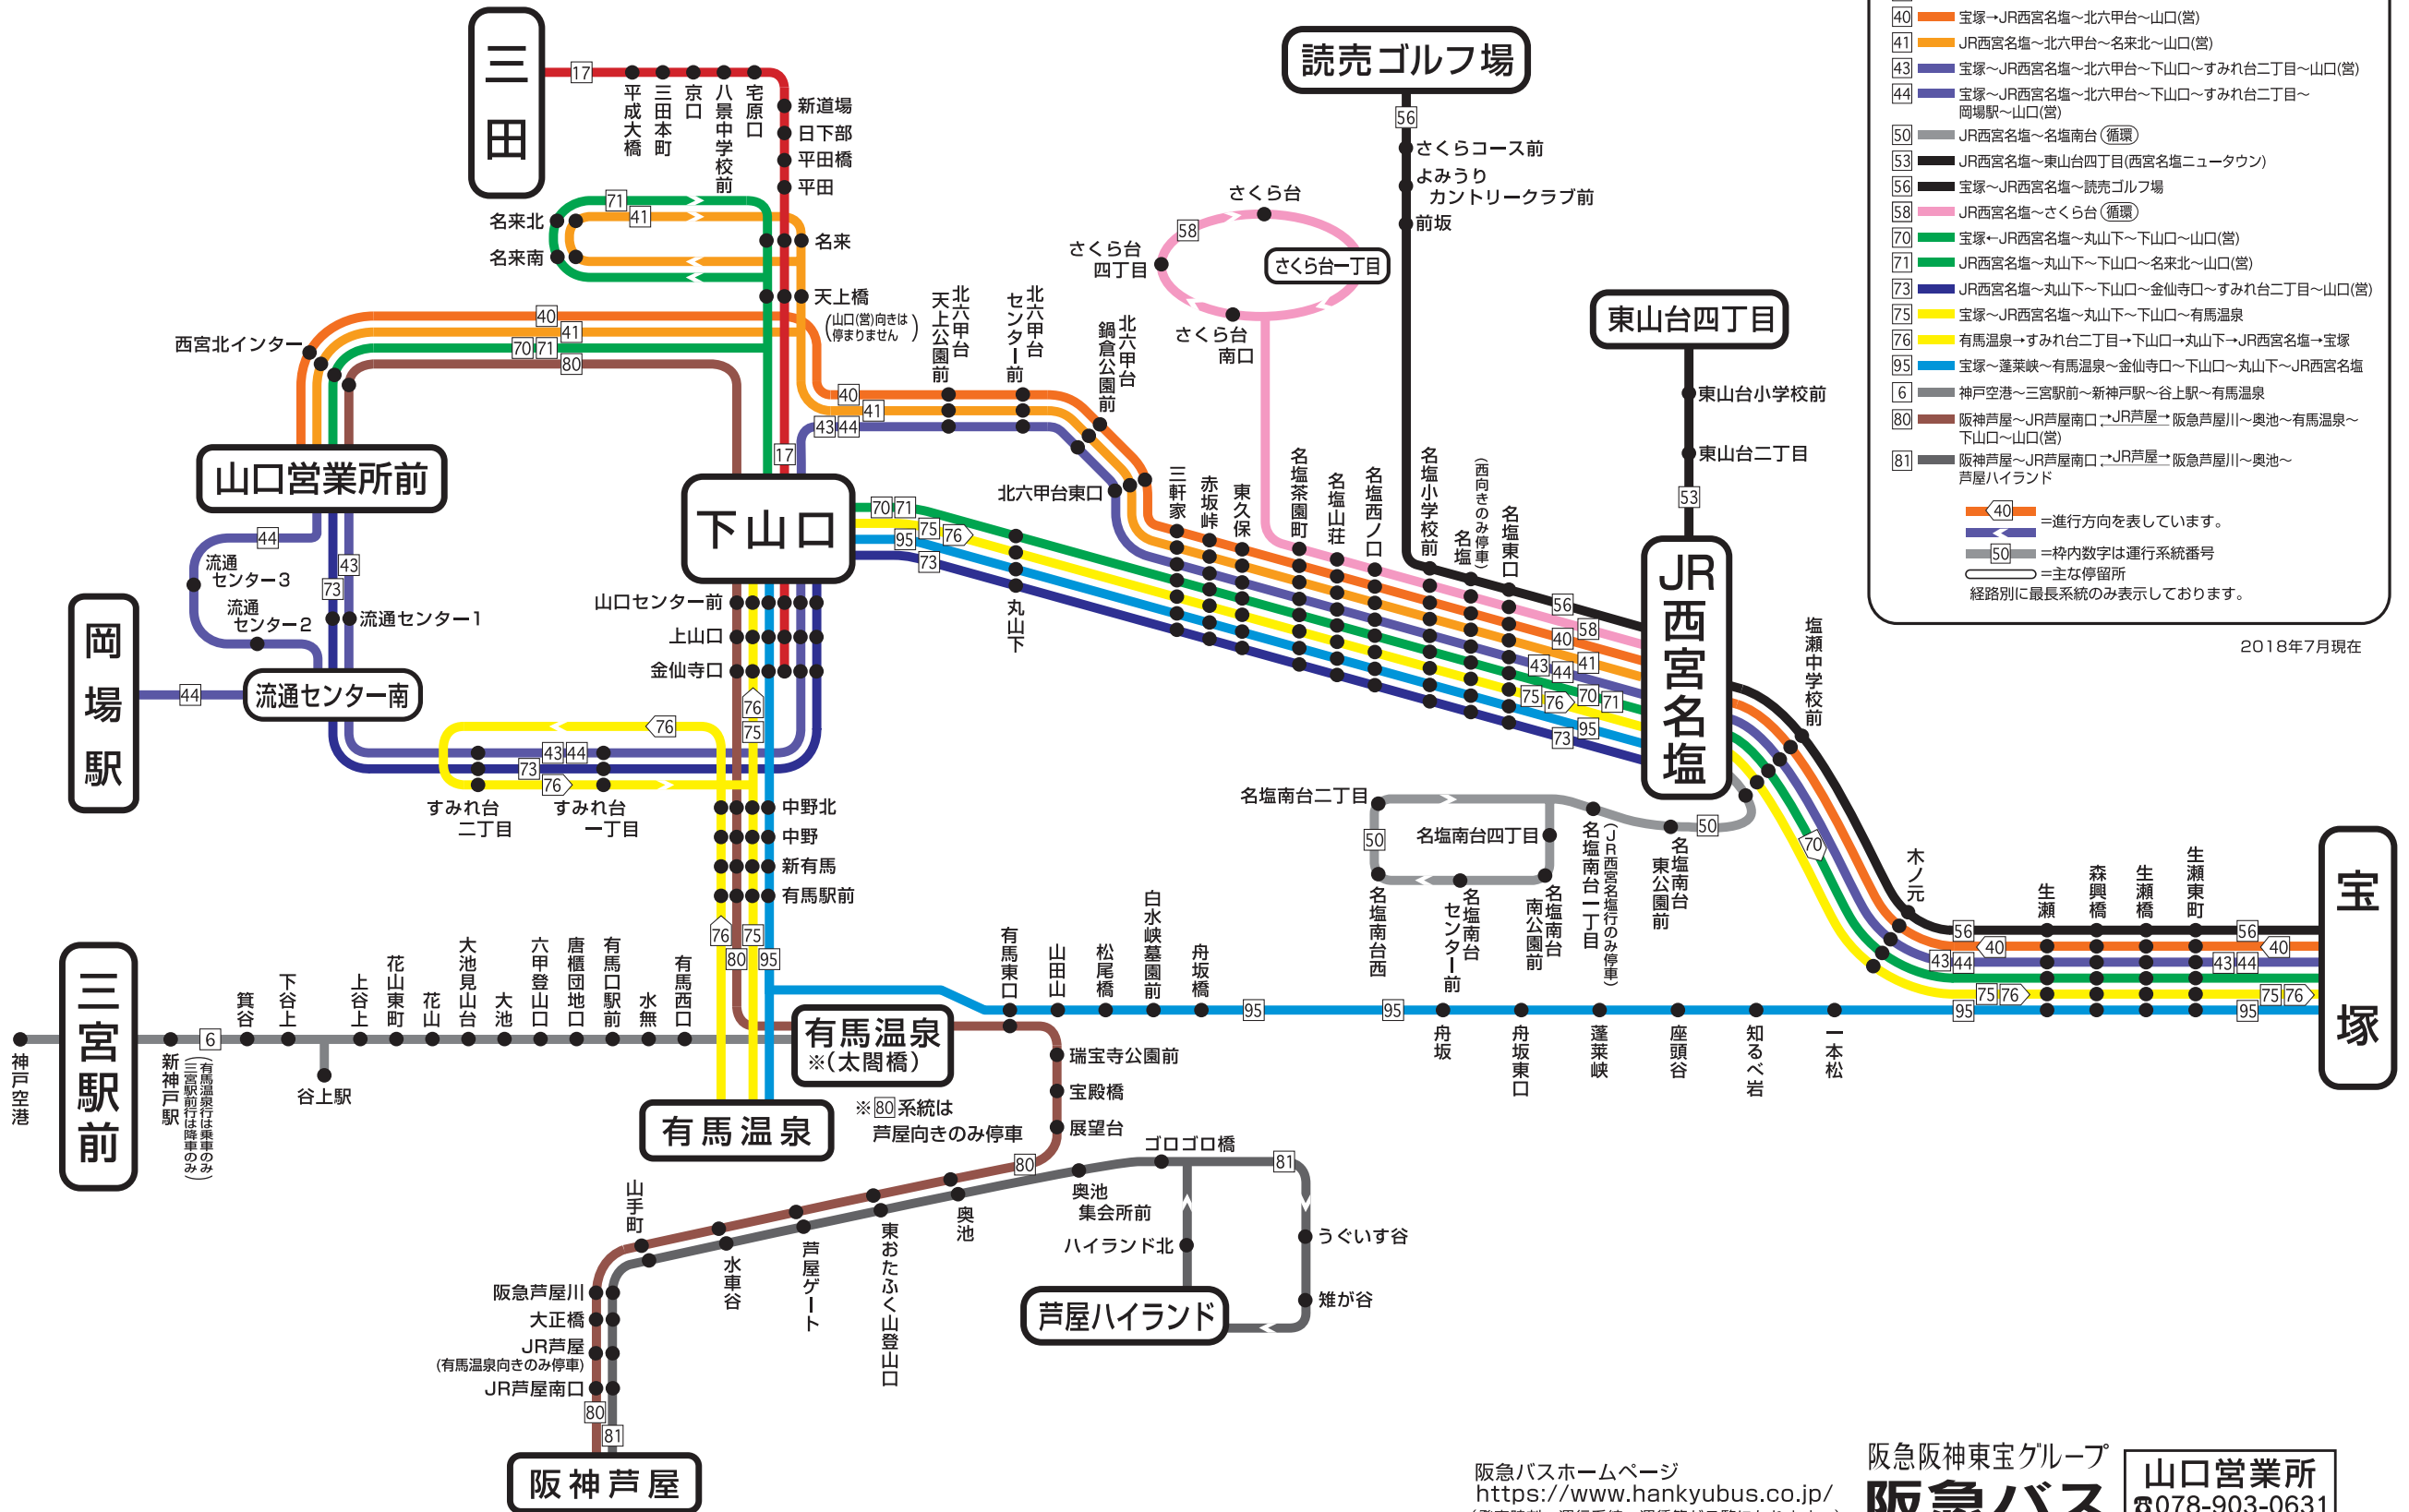 三田
17
平成大橋
三田本町
京口
八景中学校前
宅原口
新道場
日下部
平田橋
平田
71
41
名来北
名来南
名来
天上橋
(山口(営)向きは
停まりません)
西宮北インター
40
41
70 71
80
山口営業所前
44
流通
センター3
流通
センター2
43
73
流通センター1
岡場駅
44
流通センター南
17
下山口
40
41
43 44
北六甲台
天上公園前
北六甲台
センター前
北六甲台
鍋倉公園前
北六甲台東口
70 71
75
76
95
73
丸山下
三軒家
赤坂峠
東久保
名塩茶園町
名塩山荘
名塩西ノ口
名塩小学校前
名塩
(西向きのみ停車)
名塩東口
読売ゴルフ場
56
さくらコース前
よみうり
カントリークラブ前
前坂
さくら台
58
さくら台
四丁目
さくら台一丁目
さくら台
南口
東山台四丁目
東山台小学校前
東山台二丁目
53
56
58
40
41
43
44
70
71
75
76
95
73
JR西宮名塩
塩瀬中学校前
山口センター前
上山口
金仙寺口
76
75
76
43 44
73
76
すみれ台
二丁目
すみれ台
一丁目
中野北
中野
新有馬
有馬駅前
76
75
80
95
名塩南台二丁目
50
名塩南台四丁目
名塩南台西
名塩南台
センター前
名塩南台
南公園前
名塩南台一丁目
(JR西宮名塩行のみ停車)
名塩南台
東公園前
50
70
木ノ元
56
40
43
44
75
76
95
生瀬
森興橋
生瀬橋
生瀬東町
56
40
43 44
75
76
95
宝塚
神戸空港
三宮駅前
新神戸駅
(有馬温泉行は乗車のみ
三宮駅前行は降車のみ)
6
箕谷
下谷上
谷上駅
上谷上
花山東町
花山
大池見山台
大池
六甲登山口
唐櫃団地口
有馬口駅前
水無
有馬西口
有馬温泉
※(太閤橋)
有馬温泉
※80系統は
芦屋向きのみ停車
有馬東口
山田山
松尾橋
白水峡墓園前
舟坂橋
95
95
舟坂
舟坂東口
蓬莱峡
座頭谷
知るべ岩
一本松
瑞宝寺公園前
宝殿橋
展望台
80
ゴロゴロ橋
81
奥池
集会所前
奥池
東おたふく山登山口
芦屋ゲート
水車谷
山手町
ハイランド北
うぐいす谷
雉が谷
芦屋ハイランド
阪急芦屋川
大正橋
JR芦屋
(有馬温泉向きのみ停車)
JR芦屋南口
80
81
阪神芦屋
40 宝塚→JR西宮名塩～北六甲台～山口(営)
41 JR西宮名塩～北六甲台～名来北～山口(営)
43 宝塚～JR西宮名塩～北六甲台～下山口～すみれ台二丁目～山口(営)
44 宝塚～JR西宮名塩～北六甲台～下山口～すみれ台二丁目～
岡場駅～山口(営)
50 JR西宮名塩～名塩南台(循環)
53 JR西宮名塩～東山台四丁目(西宮名塩ニュータウン)
56 宝塚～JR西宮名塩～読売ゴルフ場
58 JR西宮名塩～さくら台(循環)
70 宝塚←JR西宮名塩～丸山下～下山口～山口(営)
71 JR西宮名塩～丸山下～下山口～名来北～山口(営)
73 JR西宮名塩～丸山下～下山口～金仙寺口～すみれ台二丁目～山口(営)
75 宝塚～JR西宮名塩～丸山下～下山口～有馬温泉
76 有馬温泉→すみれ台二丁目→下山口→丸山下→JR西宮名塩→宝塚
95 宝塚～蓬莱峡～有馬温泉～金仙寺口～下山口～丸山下～JR西宮名塩
6 神戸空港～三宮駅前～新神戸駅～谷上駅～有馬温泉
80 阪神芦屋～JR芦屋南口→JR芦屋→阪急芦屋川～奥池～有馬温泉～
下山口～山口(営)
81 阪神芦屋～JR芦屋南口→JR芦屋→阪急芦屋川～奥池～
芦屋ハイランド
40 =進行方向を表しています。
50 =枠内数字は運行系統番号
=主な停留所
経路別に最長系統のみ表示しております。
2018年7月現在
阪急バスホームページ
https://www.hankyubus.co.jp/
阪急阪神東宝グループ
阪急バス
山口営業所
☎078-903-0631